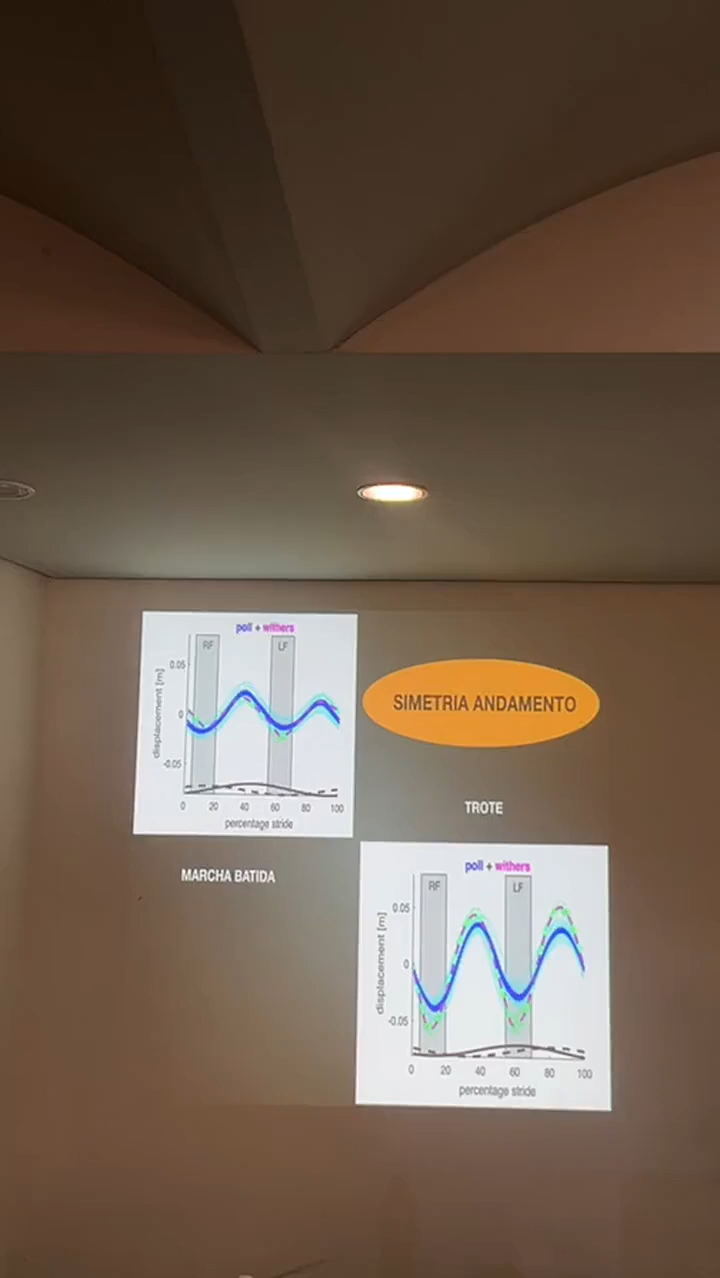 poll + withers
RF
LF
0.05
0
-0.05
displacement [m]
0 20 40 60 80 100
percentage stride
SIMETRIA ANDAMENTO
MARCHA BATIDA
TROTE
poll + withers
RF
LF
0.05
0
-0.05
displacement [m]
0 20 40 60 80 100
percentage stride